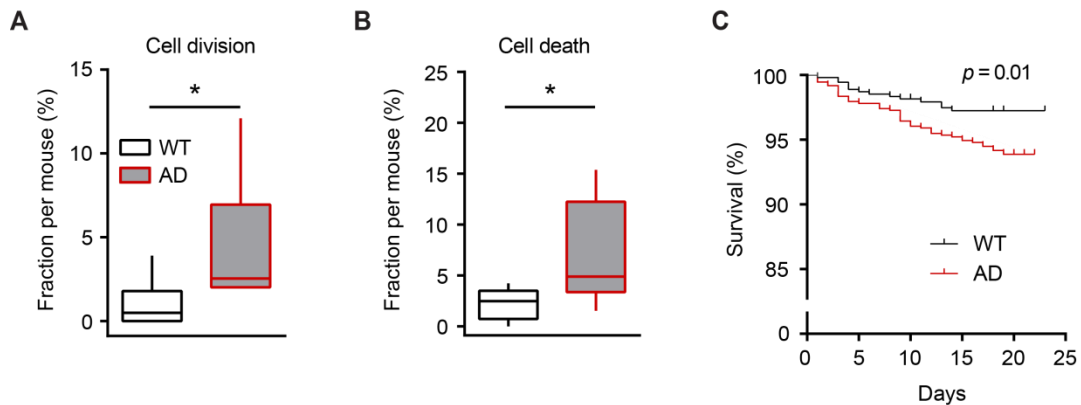 A
Cell division
Fraction per mouse (%)
15
10
5
0
*
WT
AD
B
Cell death
Fraction per mouse (%)
25
20
15
10
5
0
*
C
Survival (%)
100
95
90
85
0
p = 0.01
WT
AD
0 5 10 15 20 25
Days